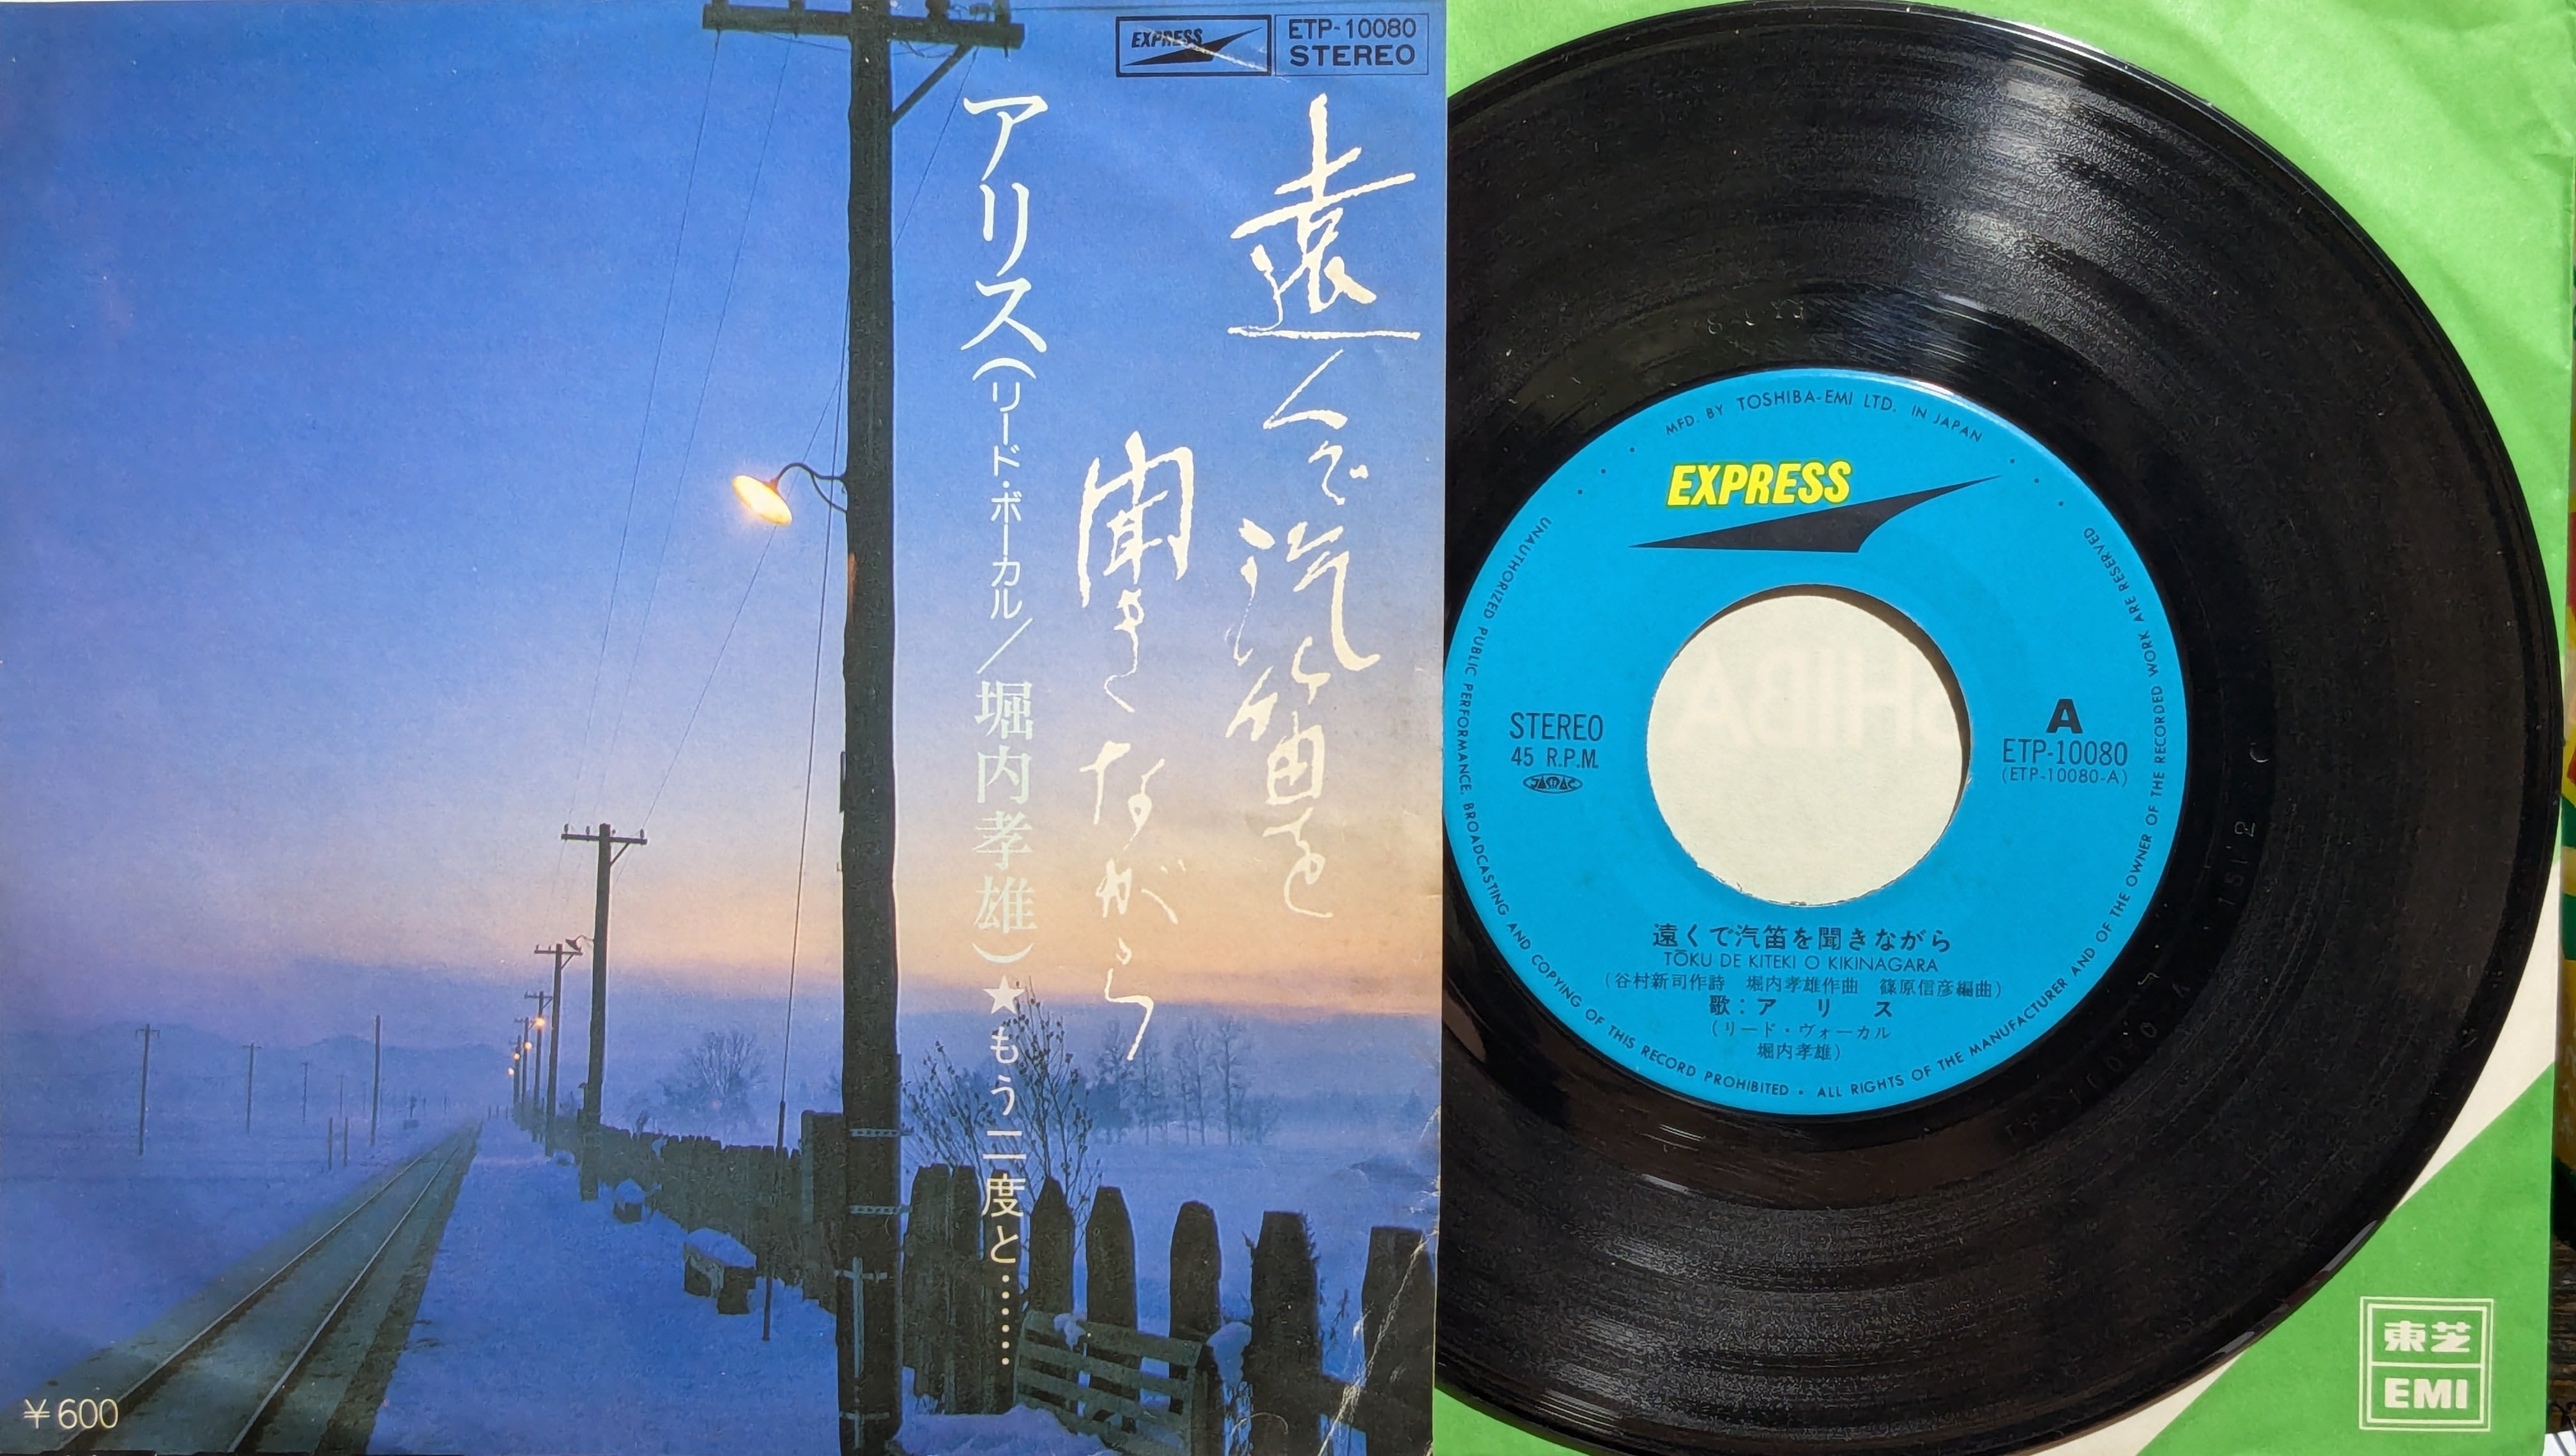 EXPRESS
ETP-10080
STEREO
遠くで汽笛を
聞きながら
アリス(リード・ボーカル/堀内孝雄)★もう二度と……
¥600
MFD. BY TOSHIBA-EMI LTD. IN JAPAN
EXPRESS
STEREO
45 R.P.M.
JASRAC
A
ETP-10080
(ETP-10080-A)
遠くで汽笛を聞きながら
TŌKU DE KITEKI O KIKINAGARA
(谷村新司作詩 堀内孝雄作曲 篠原信彦編曲)
歌:アリス
(リード・ヴォーカル
堀内孝雄)
UNAUTHORIZED PUBLIC PERFORMANCE, BROADCASTING AND COPYING OF THIS RECORD PROHIBITED • ALL RIGHTS OF THE MANUFACTURER AND OF THE OWNER OF THE RECORDED WORK ARE RESERVED
東芝
EMI